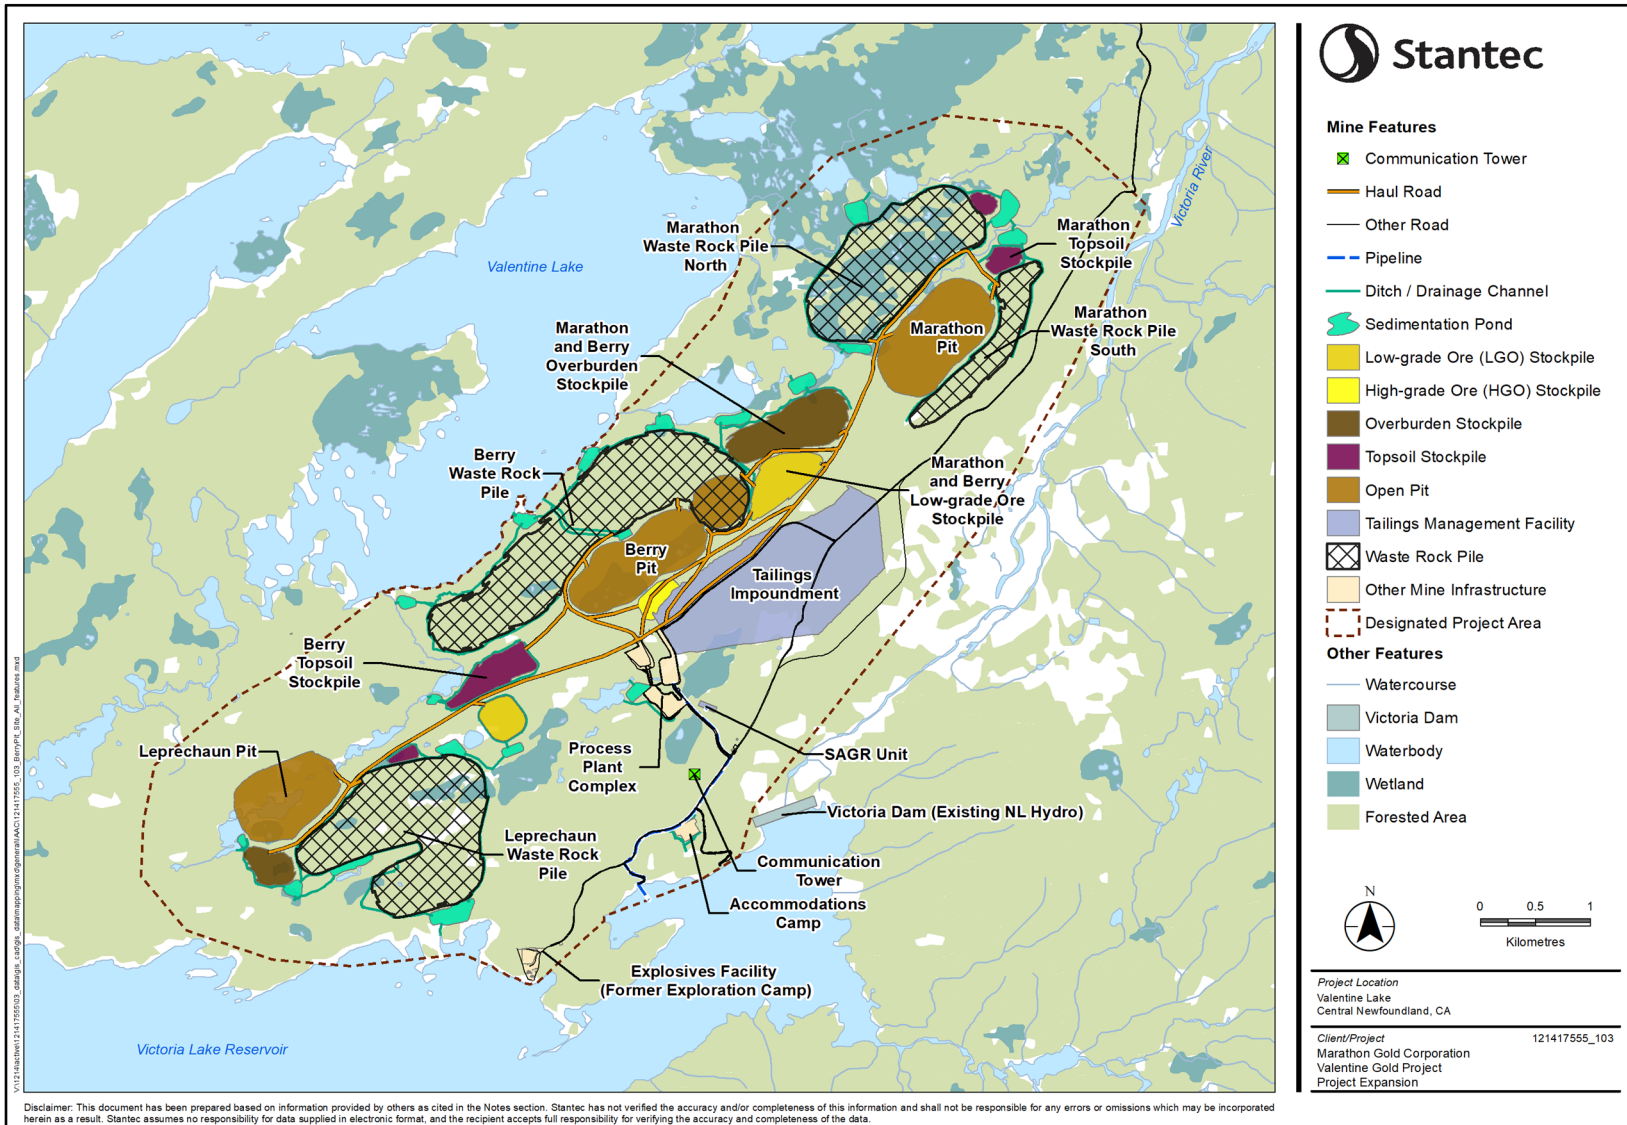 Stantec
Mine Features
Communication Tower
Haul Road
Other Road
Pipeline
Ditch / Drainage Channel
Sedimentation Pond
Low-grade Ore (LGO) Stockpile
High-grade Ore (HGO) Stockpile
Overburden Stockpile
Topsoil Stockpile
Open Pit
Tailings Management Facility
Waste Rock Pile
Other Mine Infrastructure
Designated Project Area
Other Features
Watercourse
Victoria Dam
Waterbody
Wetland
Forested Area
N
0 0.5 1
Kilometres
Project Location
Valentine Lake
Central Newfoundland, CA
Client/Project 121417555_103
Marathon Gold Corporation
Valentine Gold Project
Project Expansion
Victoria River
Marathon
Waste Rock Pile
North
Marathon
Topsoil
Stockpile
Valentine Lake
Marathon
Waste Rock Pile
South
Marathon
Pit
Marathon
and Berry
Overburden
Stockpile
Berry
Waste Rock
Pile
Marathon
and Berry
Low-grade Ore
Stockpile
Berry
Pit
Tailings
Impoundment
Berry
Topsoil
Stockpile
Leprechaun Pit
Process
Plant
Complex
SAGR Unit
Victoria Dam (Existing NL Hydro)
Leprechaun
Waste Rock
Pile
Communication
Tower
Accommodations
Camp
Explosives Facility
(Former Exploration Camp)
Victoria Lake Reservoir
Disclaimer: This document has been prepared based on information provided by others as cited in the Notes section. Stantec has not verified the accuracy and/or completeness of this information and shall not be responsible for any errors or omissions which may be incorporated
herein as a result. Stantec assumes no responsibility for data supplied in electronic format, and the recipient accepts full responsibility for verifying the accuracy and completeness of the data.